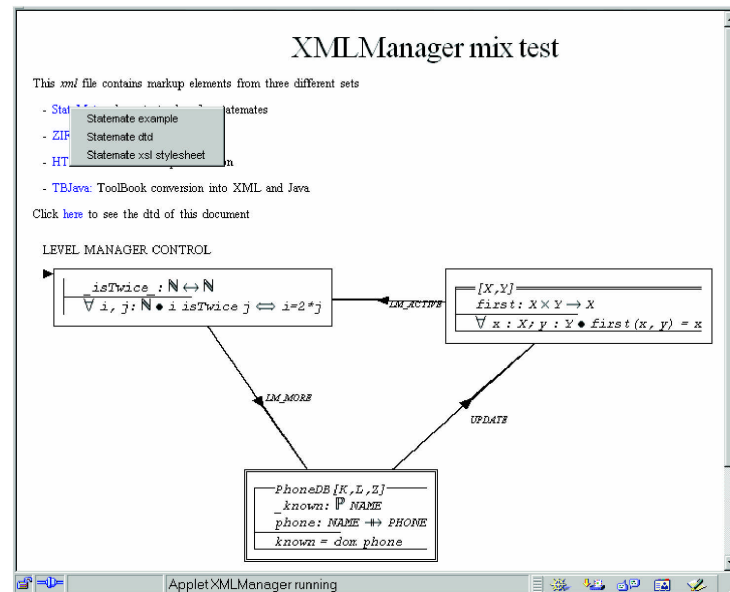 XMLManager mix test
This xml file contains markup elements from three different sets
- Stat
Statemate example
tatemates
- ZIF
Statemate dtd
- HT
Statemate xsl stylesheet
- TBJava: ToolBook conversion into XML and Java
Click here to see the dtd of this document
LEVEL MANAGER CONTROL
_isTwice_: ℕ ↔ ℕ
∀ i, j: ℕ ● i isTwice j ⇔ i=2*j
[X,Y]
first: X × Y → X
∀ x : X; y : Y ● first(x, y) = x
LM_ACTIVE
LM_MORE
UPDATE
PhoneDB[K,L,Z]
_known: ℙ NAME
phone: NAME ⇸ PHONE
known = dom phone
Applet XMLManager running